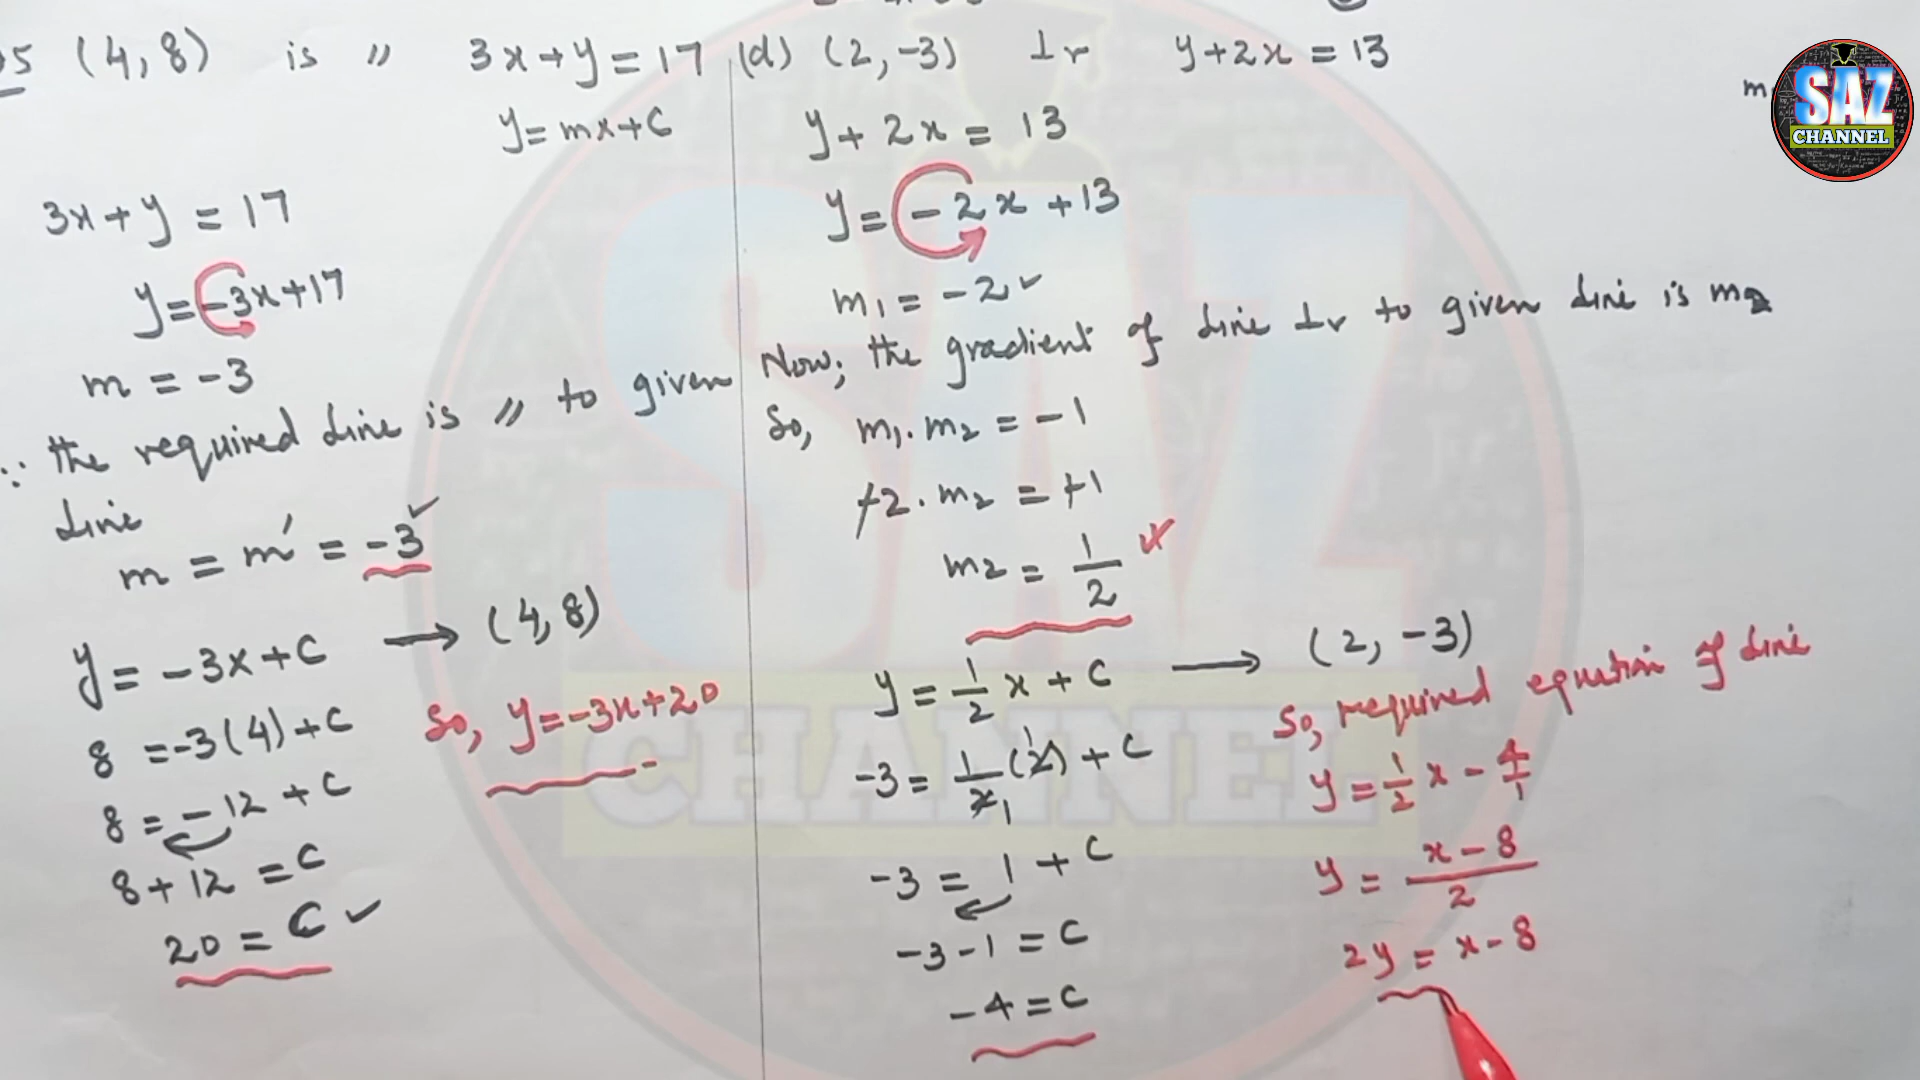 5 (4,8) is // 3x+y=17
y=mx+c
3x+y=17
y=-3x+17
m=-3
∵ the required line is // to given
line
m=m'=-3✓
y=-3x+c → (4,8)
8=-3(4)+c
So, y=-3x+20
8=-12+c
8+12=c
20=c✓
(d) (2,-3) ⊥r y+2x=13
y+2x=13
y=-2x+13
m₁=-2✓
Now; the gradient of line ⊥r to given line is m₂
So, m₁.m₂=-1
-2.m₂=-1
m₂=1/2
y=1/2x+c → (2,-3)
-3=1/2(2)+c
-3=1+c
-3-1=c
-4=c
So, required equation of line
y=1/2x-4/1
y=x-8/2
2y=x-8
m
SAZ
CHANNEL
SAZ
CHANNEL